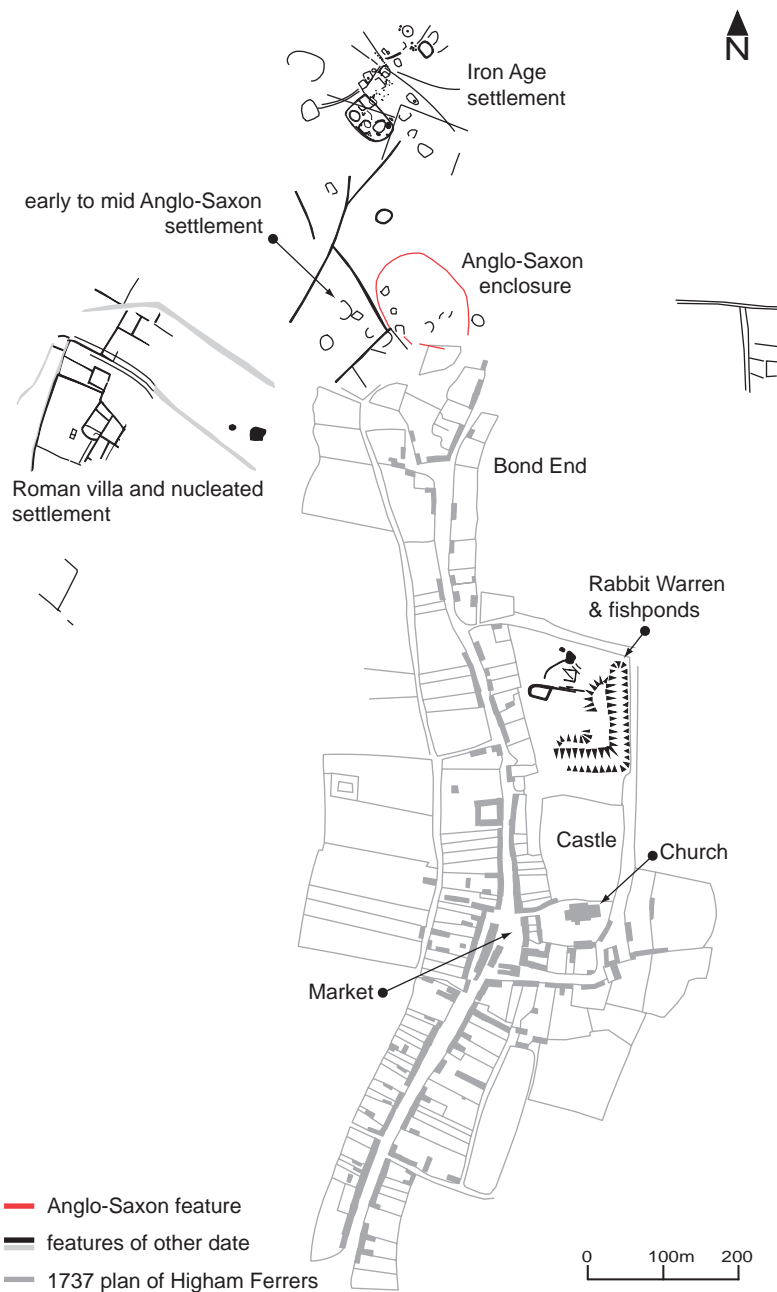 N
Iron Age
settlement
early to mid Anglo-Saxon
settlement
Anglo-Saxon
enclosure
Roman villa and nucleated
settlement
Bond End
Rabbit Warren
& fishponds
Castle
Church
Market
Anglo-Saxon feature
features of other date
1737 plan of Higham Ferrers
0 100m 200